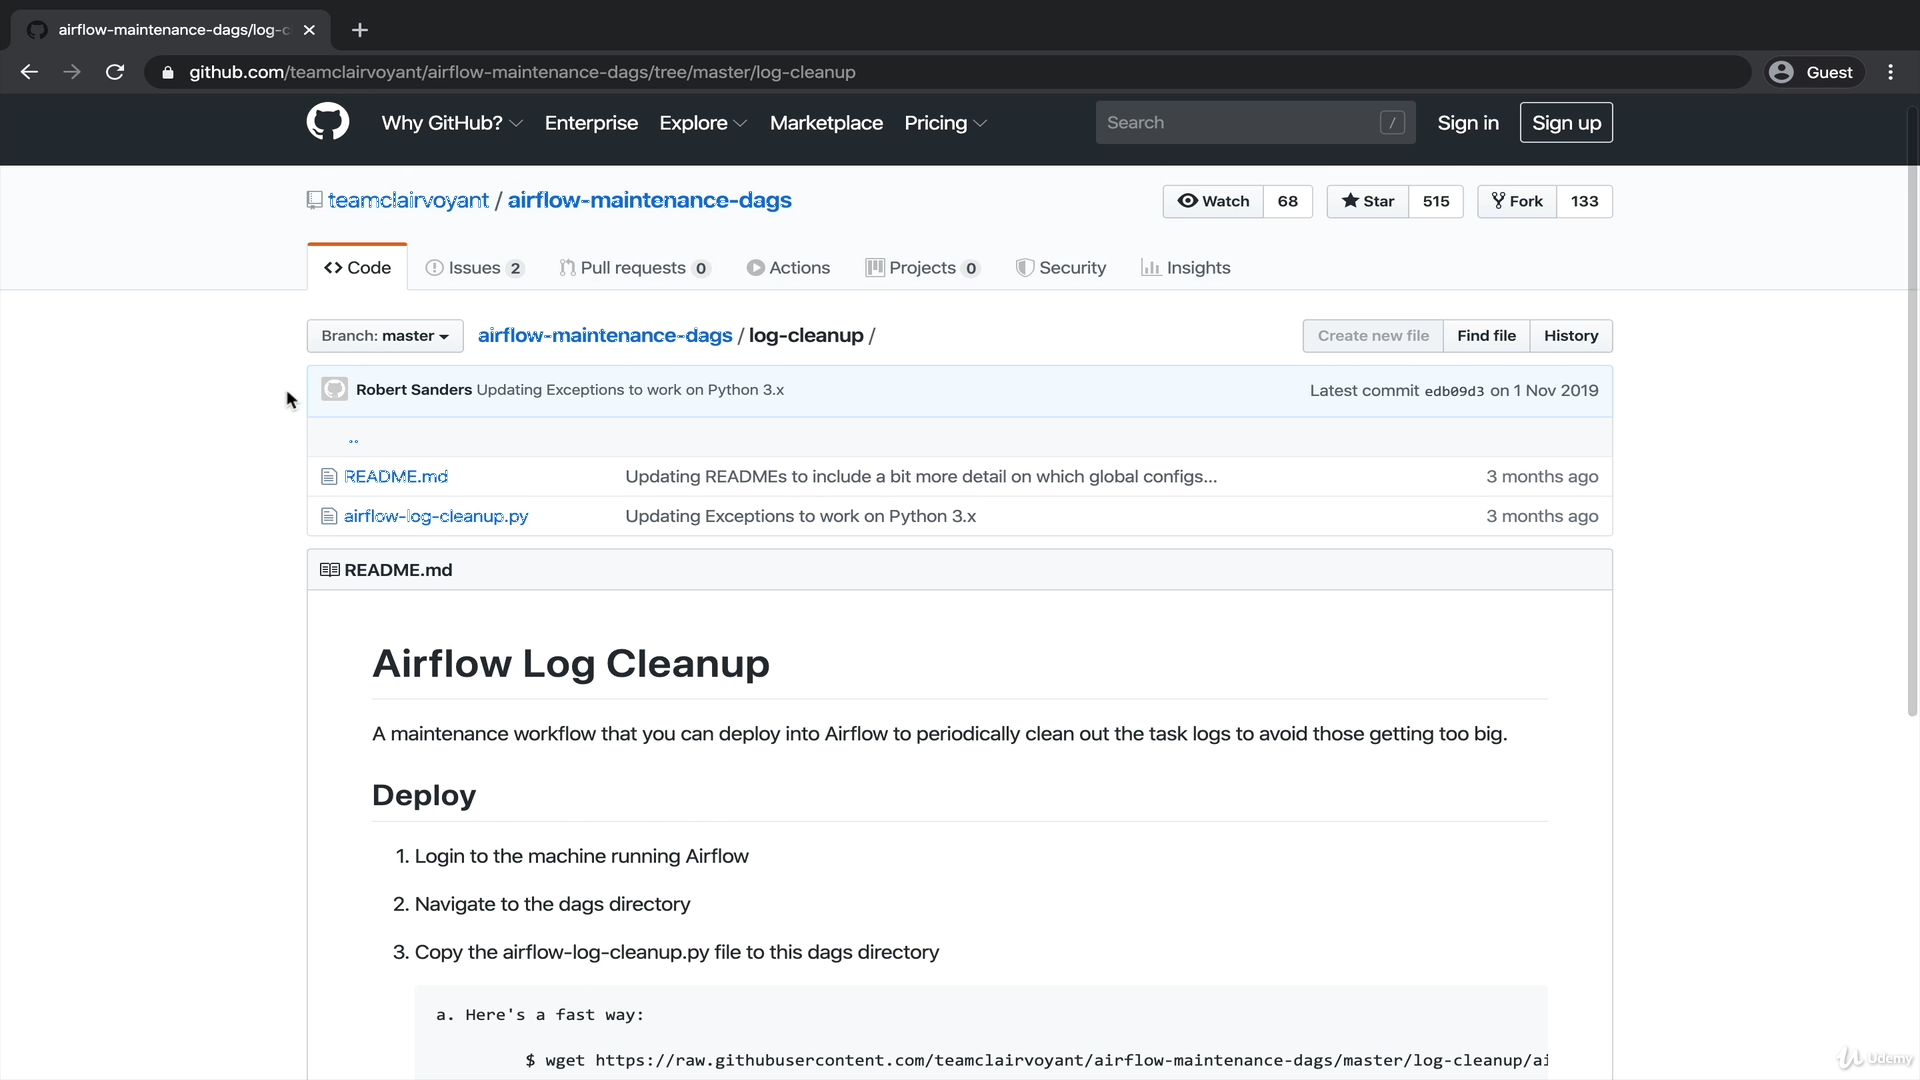 airflow-maintenance-dags/log-c
github.com/teamclairvoyant/airflow-maintenance-dags/tree/master/log-cleanup
Guest
Why GitHub? Enterprise Explore Marketplace Pricing Search / Sign in Sign up
teamclairvoyant / airflow-maintenance-dags Watch 68 Star 515 Fork 133
Code Issues 2 Pull requests 0 Actions Projects 0 Security Insights
Branch: master airflow-maintenance-dags / log-cleanup / Create new file Find file History
Robert Sanders Updating Exceptions to work on Python 3.x Latest commit edb09d3 on 1 Nov 2019
..
README.md Updating READMEs to include a bit more detail on which global configs... 3 months ago
airflow-log-cleanup.py Updating Exceptions to work on Python 3.x 3 months ago
README.md
Airflow Log Cleanup
A maintenance workflow that you can deploy into Airflow to periodically clean out the task logs to avoid those getting too big.
Deploy
1. Login to the machine running Airflow
2. Navigate to the dags directory
3. Copy the airflow-log-cleanup.py file to this dags directory
a. Here's a fast way:
$ wget https://raw.githubusercontent.com/teamclairvoyant/airflow-maintenance-dags/master/log-cleanup/ai
Udemy